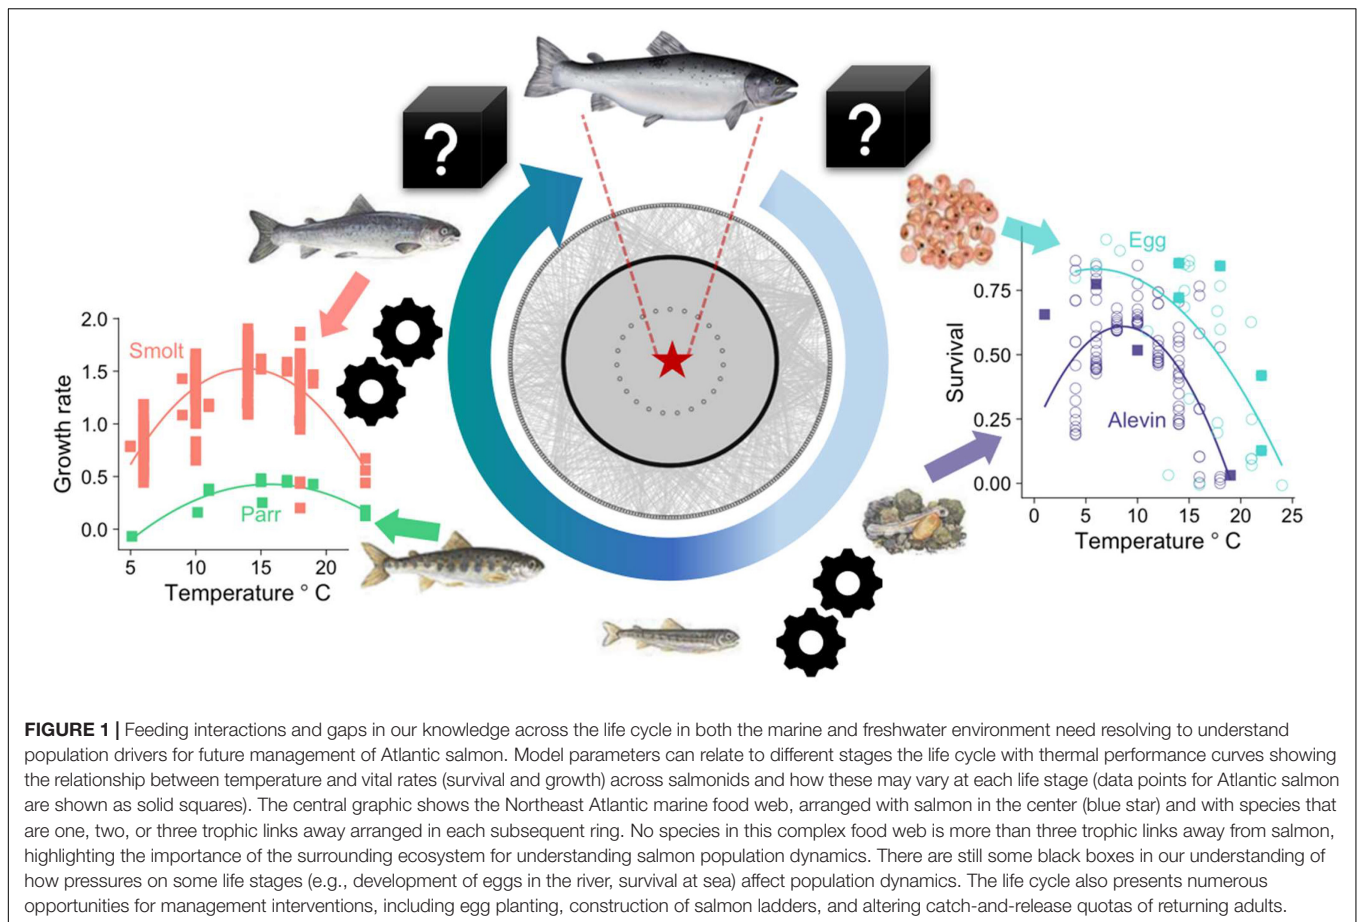 ?
?
Smolt
Parr
Growth rate
2.0
1.5
1.0
0.5
0.0
5 10 15 20
Temperature ° C
Egg
Alevin
Survival
0.75
0.50
0.25
0.00
0 5 10 15 20 25
Temperature ° C
FIGURE 1 | Feeding interactions and gaps in our knowledge across the life cycle in both the marine and freshwater environment need resolving to understand
population drivers for future management of Atlantic salmon. Model parameters can relate to different stages the life cycle with thermal performance curves showing
the relationship between temperature and vital rates (survival and growth) across salmonids and how these may vary at each life stage (data points for Atlantic salmon
are shown as solid squares). The central graphic shows the Northeast Atlantic marine food web, arranged with salmon in the center (blue star) and with species that
are one, two, or three trophic links away arranged in each subsequent ring. No species in this complex food web is more than three trophic links away from salmon,
highlighting the importance of the surrounding ecosystem for understanding salmon population dynamics. There are still some black boxes in our understanding of
how pressures on some life stages (e.g., development of eggs in the river, survival at sea) affect population dynamics. The life cycle also presents numerous
opportunities for management interventions, including egg planting, construction of salmon ladders, and altering catch-and-release quotas of returning adults.